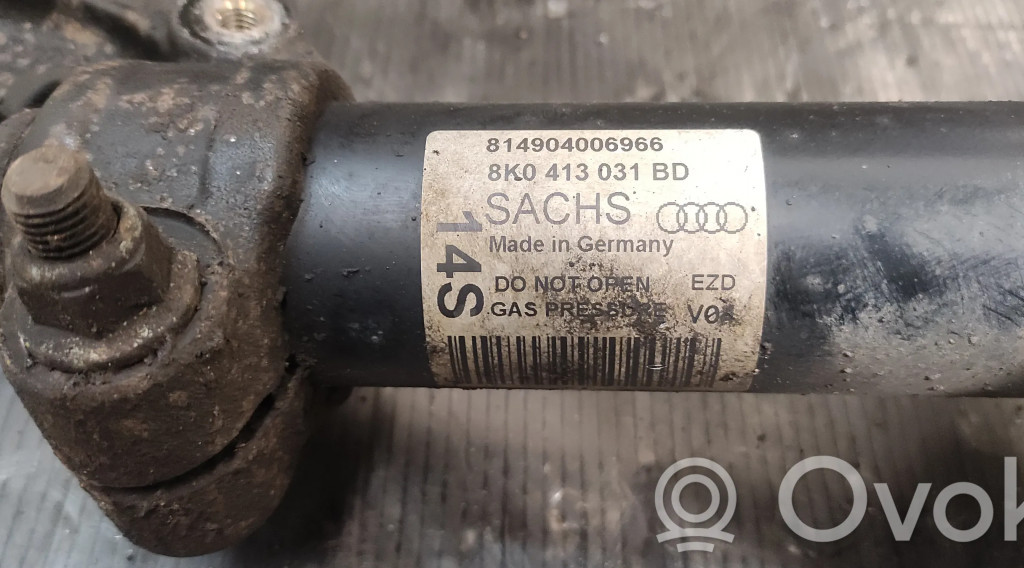 814904006966
8K0 413 031 BD
SACHS
Made in Germany
14S
DO NOT OPEN EZD
GAS PRESSURE
© Ovok